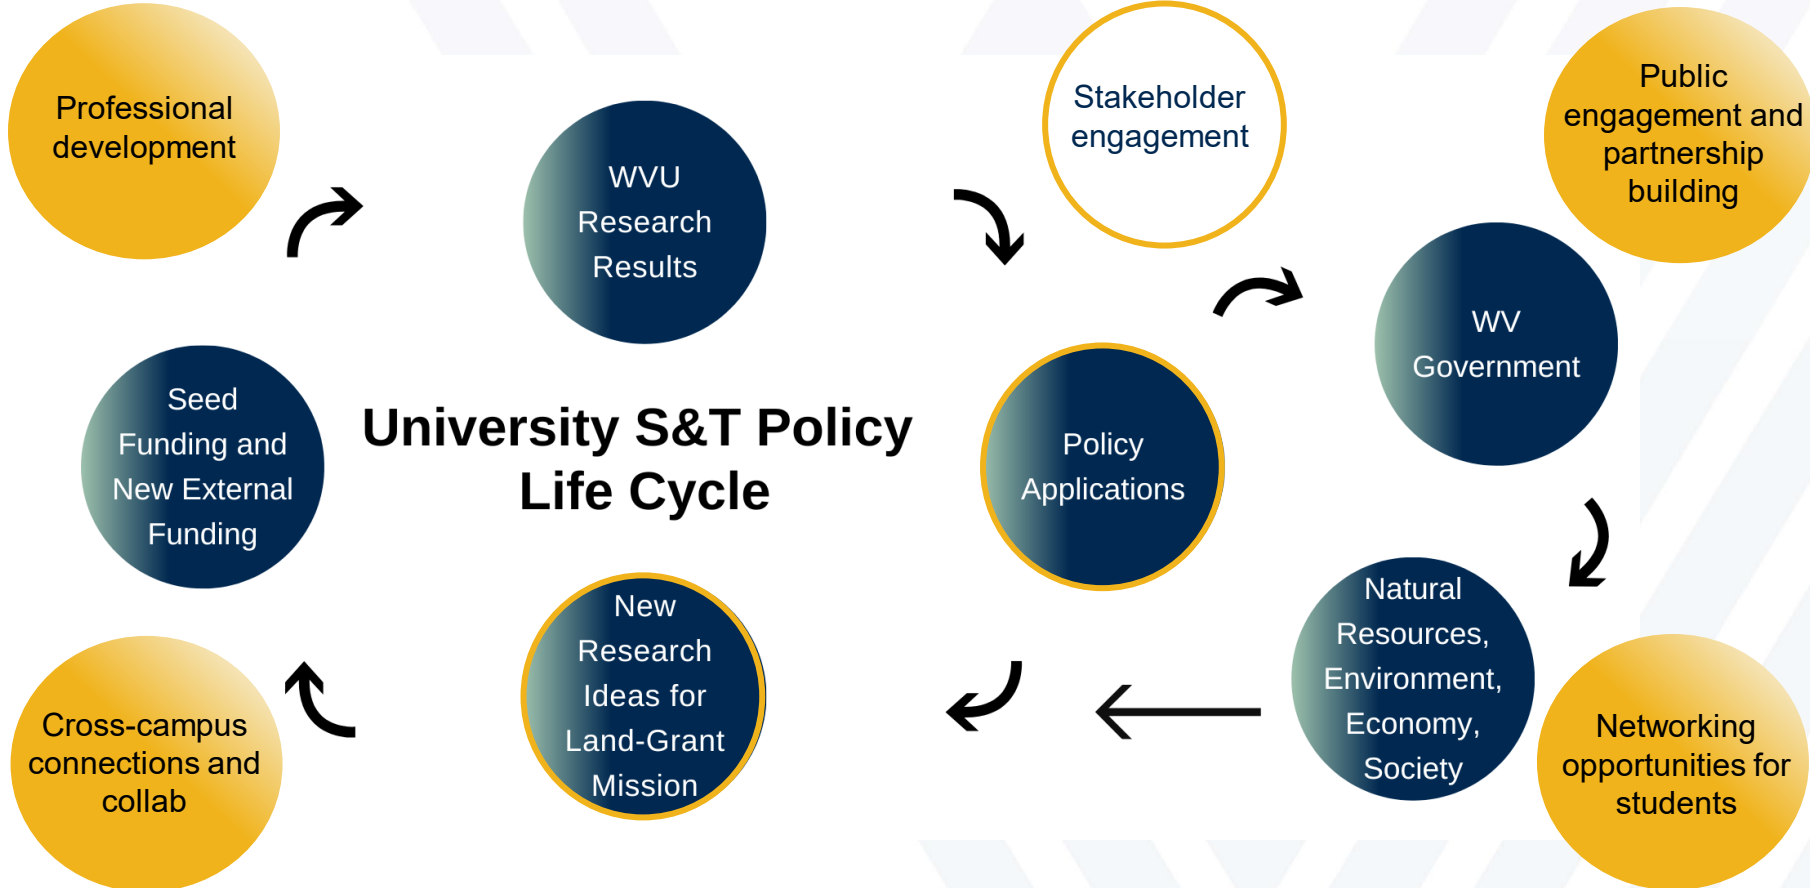 Professional
development
WVU
Research
Results
Stakeholder
engagement
Public
engagement and
partnership
building
WV
Government
Seed
Funding and
New External
Funding
University S&T Policy
Life Cycle
Policy
Applications
New
Research
Ideas for
Land-Grant
Mission
Natural
Resources,
Environment,
Economy,
Society
Cross-campus
connections and
collab
Networking
opportunities for
students